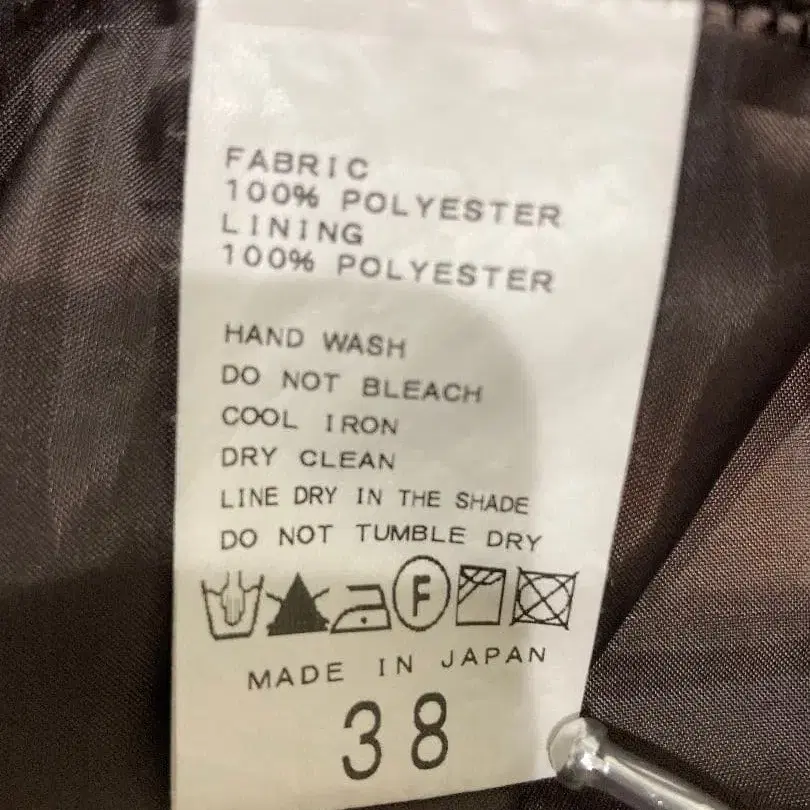 FABRIC
100% POLYESTER
LINING
100% POLYESTER
HAND WASH
DO NOT BLEACH
COOL IRON
DRY CLEAN
LINE DRY IN THE SHADE
DO NOT TUMBLE DRY
F
MADE IN JAPAN
38